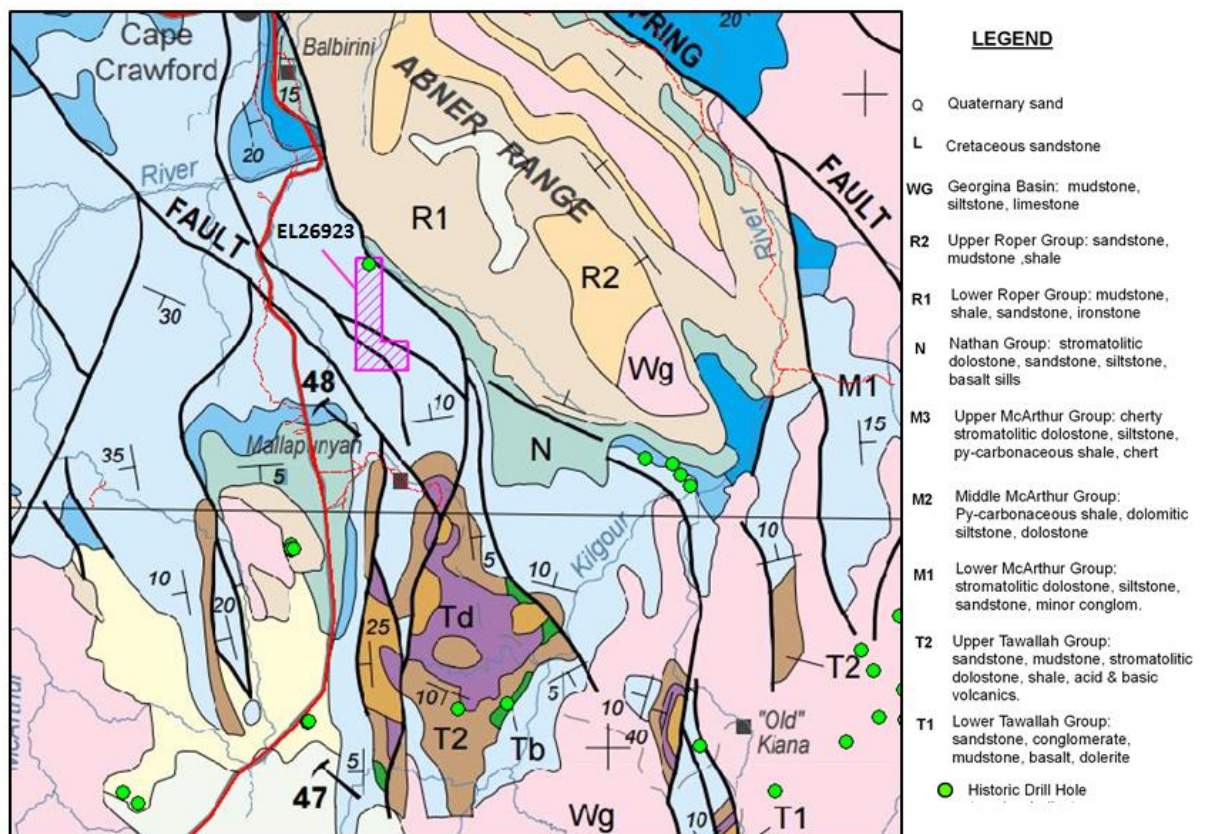 Cape
Crawford
Balbirini
15
20
River
FAULT
EL26923
30
48
Mallapunyah
35
5
10
20
25
Td
10
T2
Tb
5
47
5
ABNER RANGE
R1
R2
Wg
N
10
SPRING
20
FAULT
River
M1
15
Kilgour
5
10
10
T2
10
40
"Old"
Kiana
Wg
10
T1
McArthur
LEGEND
Q Quaternary sand
L Cretaceous sandstone
WG Georgina Basin: mudstone,
siltstone, limestone
R2 Upper Roper Group: sandstone,
mudstone ,shale
R1 Lower Roper Group: mudstone,
shale, sandstone, ironstone
N Nathan Group: stromatolitic
dolostone, sandstone, siltstone,
basalt sills
M3 Upper McArthur Group: cherty
stromatolitic dolostone, siltstone,
py-carbonaceous shale, chert
M2 Middle McArthur Group:
Py-carbonaceous shale, dolomitic
siltstone, dolostone
M1 Lower McArthur Group:
stromatolitic dolostone, siltstone,
sandstone, minor conglom.
T2 Upper Tawallah Group:
sandstone, mudstone, stromatolitic
dolostone, shale, acid & basic
volcanics.
T1 Lower Tawallah Group:
sandstone, conglomerate,
mudstone, basalt, dolerite
Historic Drill Hole